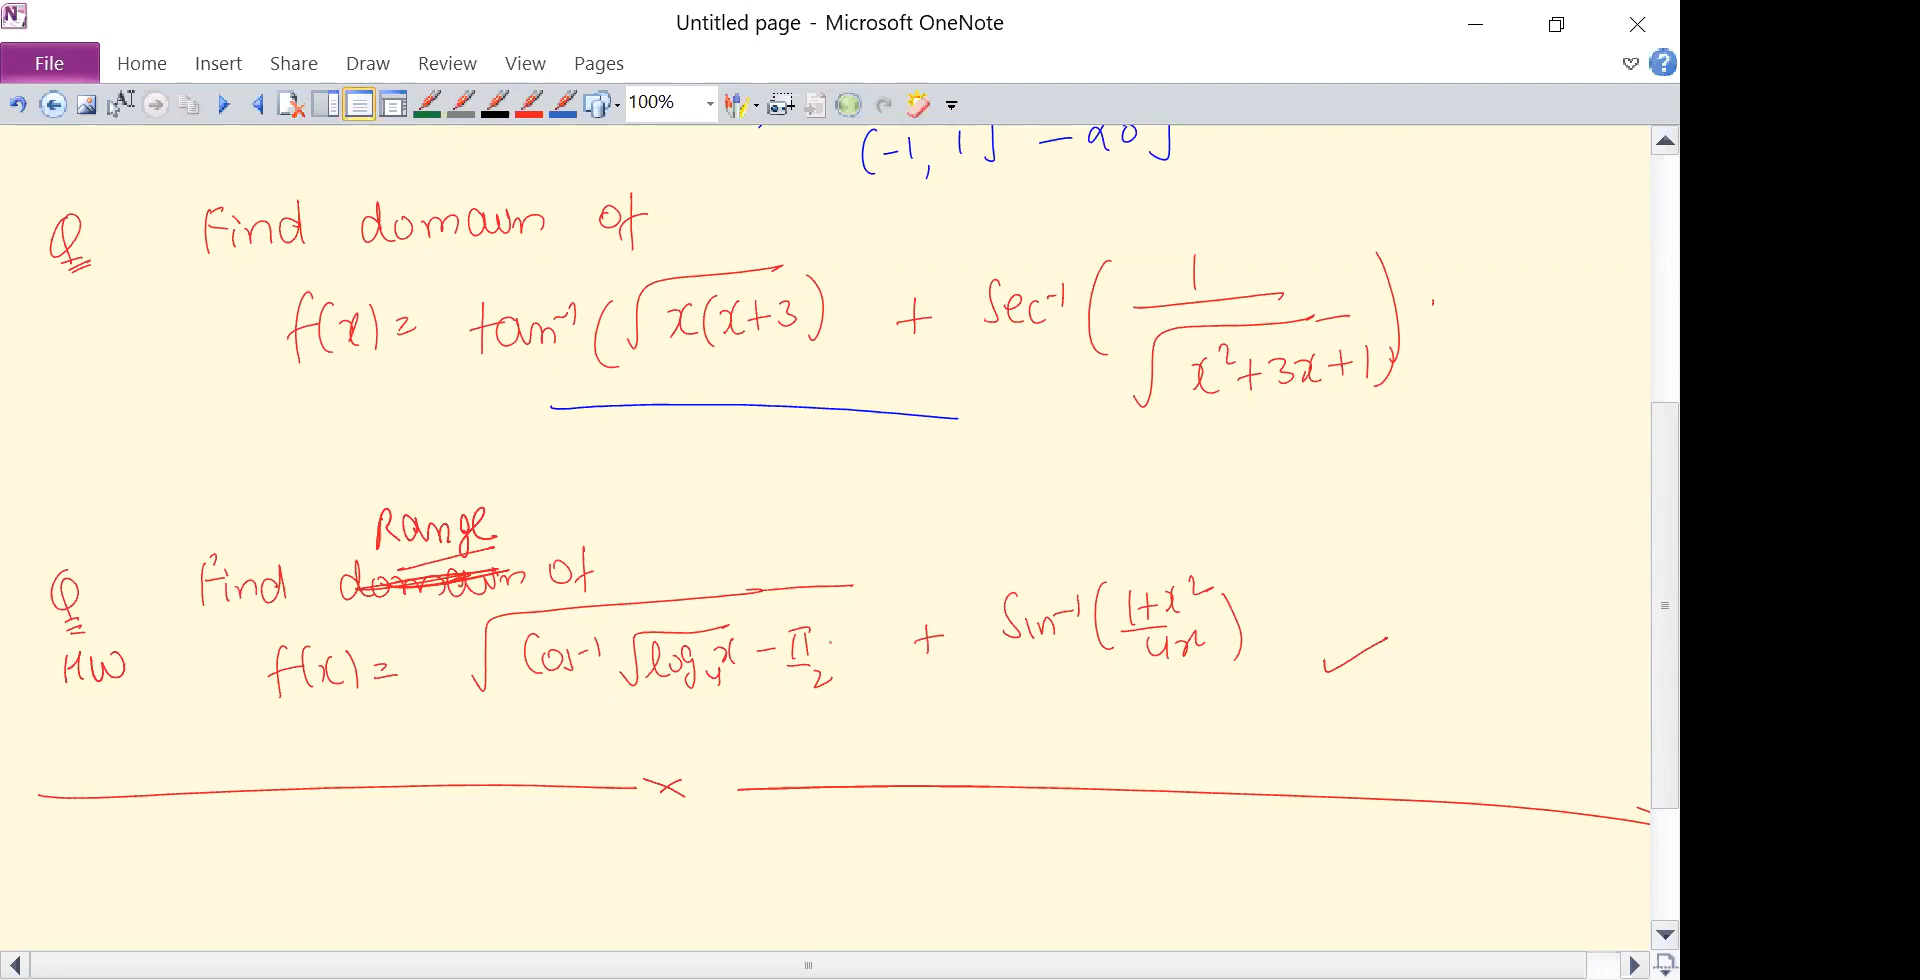 Untitled page - Microsoft OneNote
File Home Insert Share Draw Review View Pages
100%
(-1, 1] - {0}
Q Find domain of
f(x) = tan⁻¹(√x(x+3)) + Sec⁻¹(1/√x²+3x+1).
Range
Q Find domain of
HW f(x) = √Cos⁻¹√log₄x - π/2 + Sin⁻¹(1+x²/4x) ✓